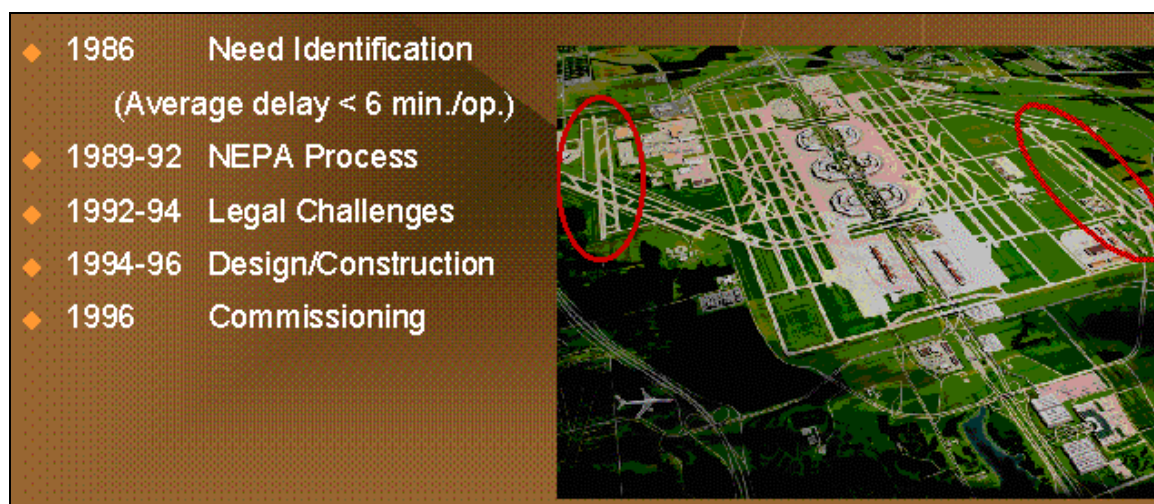 1986 Need Identification
(Average delay < 6 min./op.)
1989-92 NEPA Process
1992-94 Legal Challenges
1994-96 Design/Construction
1996 Commissioning